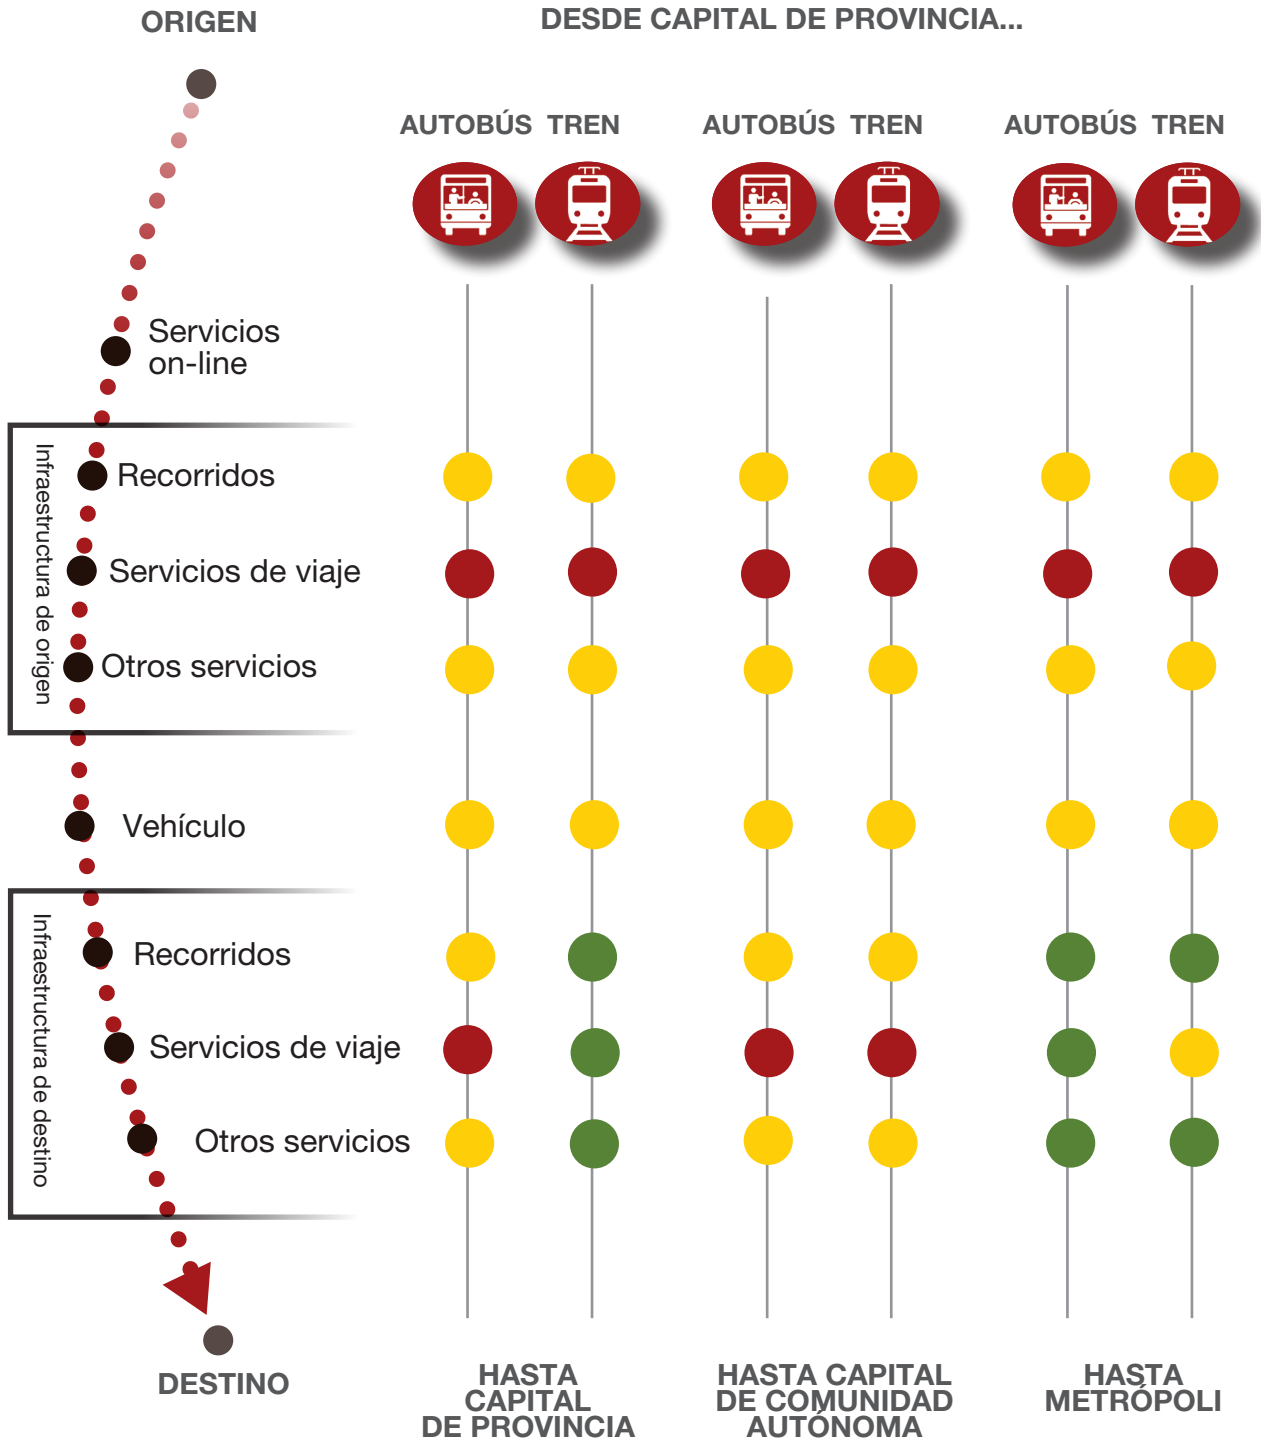 ORIGEN
DESDE CAPITAL DE PROVINCIA...
AUTOBÚS TREN
AUTOBÚS TREN
AUTOBÚS TREN
Servicios
on-line
Infraestructura de origen
Recorridos
Servicios de viaje
Otros servicios
Vehículo
Infraestructura de destino
Recorridos
Servicios de viaje
Otros servicios
DESTINO
HASTA
CAPITAL
DE PROVINCIA
HASTA CAPITAL
DE COMUNIDAD
AUTÓNOMA
HASTA
METRÓPOLI